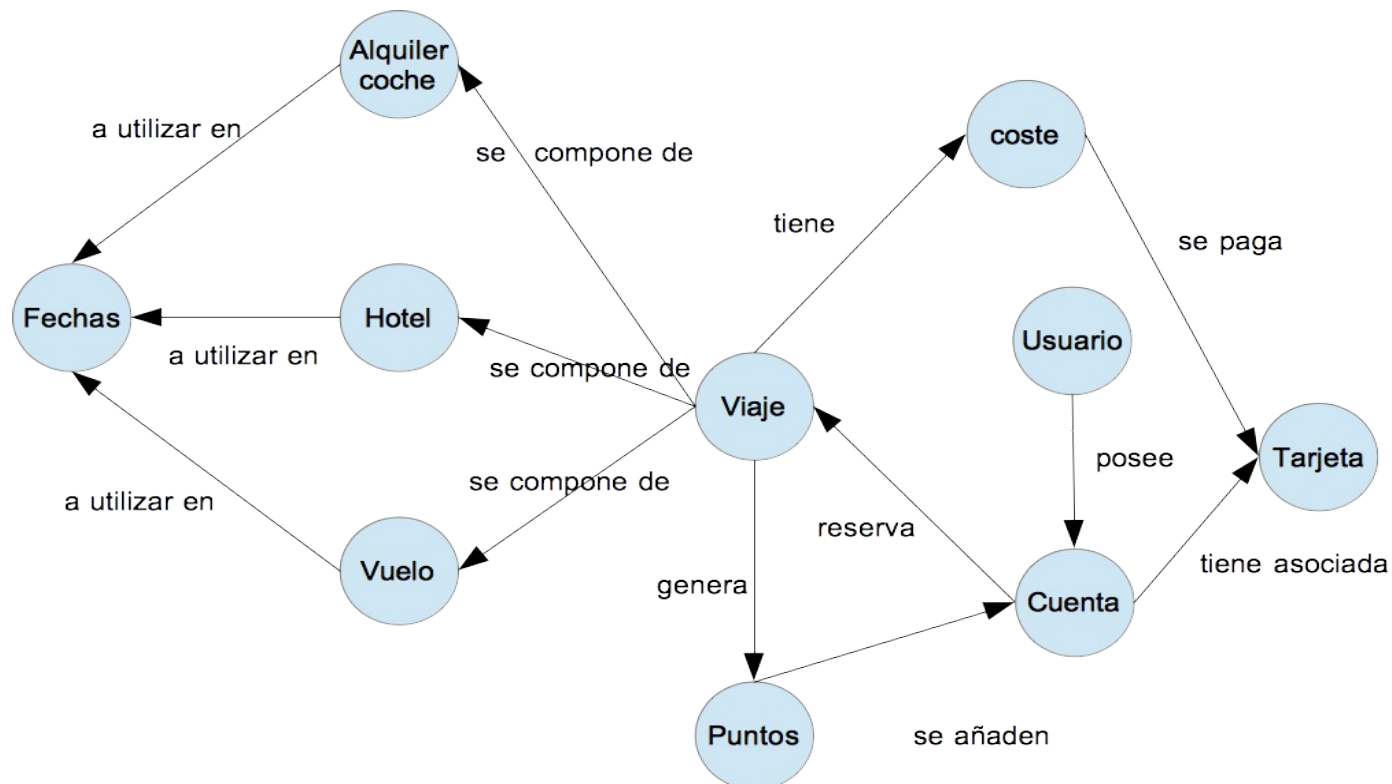 Alquiler
coche
a utilizar en
se compone de
coste
tiene
se paga
Fechas
Hotel
Usuario
a utilizar en
se compone de
Viaje
posee
Tarjeta
se compone de
a utilizar en
reserva
Vuelo
tiene asociada
genera
Cuenta
Puntos
se añaden